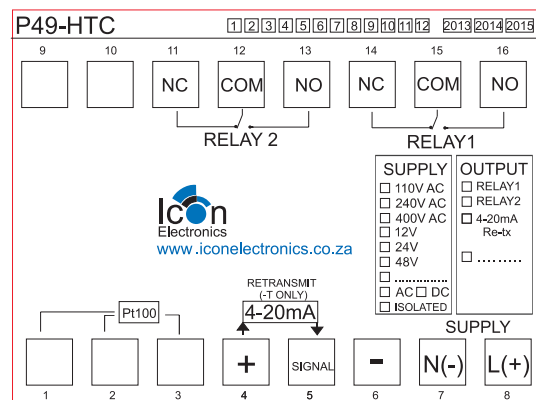 P49-HTC 1 2 3 4 5 6 7 8 9 10 11 12 2013 2014 2015
9 10 11 12 13 14 15 16
NC COM NO NC COM NO
RELAY 2 RELAY1
SUPPLY
110V AC
240V AC
400V AC
12V
24V
48V
..............
AC DC
ISOLATED
OUTPUT
RELAY1
RELAY2
4-20mA
Re-tx
........
Icon
Electronics
www.iconelectronics.co.za
RETRANSMIT
(-T ONLY)
4-20mA
Pt100
SUPPLY
+ SIGNAL - N(-) L(+)
1 2 3 4 5 6 7 8